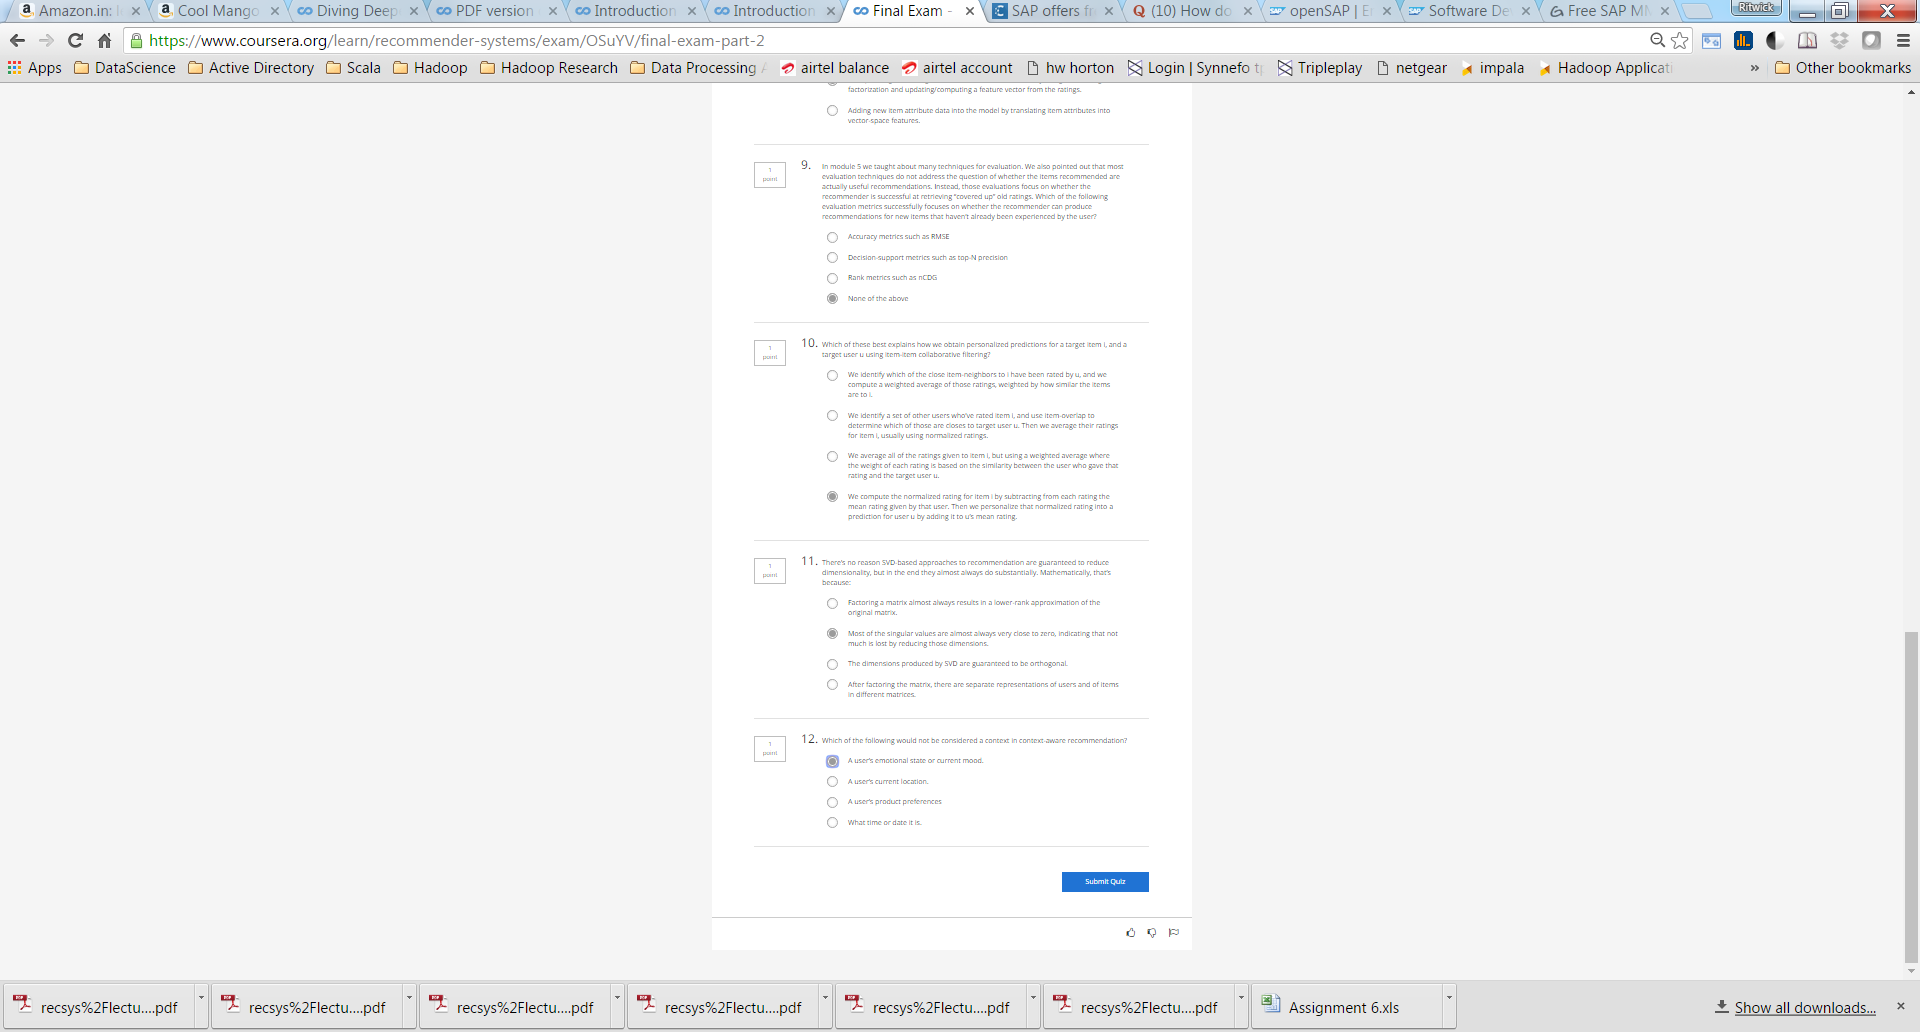 Amazon.in: 
Cool Mango
Diving Deep
PDF version
Introduction
Introduction
Final Exam -
SAP offers fr
(10) How do
openSAP | E
Software De
Free SAP MM
Ritwick
https://www.coursera.org/learn/recommender-systems/exam/OSuYV/final-exam-part-2
Apps
DataScience
Active Directory
Scala
Hadoop
Hadoop Research
Data Processing
airtel balance
airtel account
hw horton
Login | Synnefo
Tripleplay
netgear
impala
Hadoop Applicati
»
Other bookmarks
factorization and updating/computing a feature vector from the ratings.
Adding new item attribute data into the model by translating item attributes into
vector-space features.
1
point
9.
In module 5 we taught about many techniques for evaluation. We also pointed out that most
evaluation techniques do not address the question of whether the items recommended are
actually useful recommendations. Instead, those evaluations focus on whether the
recommender is successful at retrieving "covered up" old ratings. Which of the following
evaluation metrics successfully focuses on whether the recommender can produce
recommendations for new items that haven't already been experienced by the user?
Accuracy metrics such as RMSE
Decision-support metrics such as top-N precision
Rank metrics such as nCDG
None of the above
1
point
10.
Which of these best explains how we obtain personalized predictions for a target item i, and a
target user u using item-item collaborative filtering?
We identify which of the close item-neighbors to i have been rated by u, and we
compute a weighted average of those ratings, weighted by how similar the items
are to i.
We identify a set of other users who've rated item i, and use item-overlap to
determine which of those are closes to target user u. Then we average their ratings
for item i, usually using normalized ratings.
We average all of the ratings given to item i, but using a weighted average where
the weight of each rating is based on the similarity between the user who gave that
rating and the target user u.
We compute the normalized rating for item i by subtracting from each rating the
mean rating given by that user. Then we personalize that normalized rating into a
prediction for user u by adding it to u's mean rating.
1
point
11.
There's no reason SVD-based approaches to recommendation are guaranteed to reduce
dimensionality, but in the end they almost always do substantially. Mathematically, that's
because:
Factoring a matrix almost always results in a lower-rank approximation of the
original matrix.
Most of the singular values are almost always very close to zero, indicating that not
much is lost by reducing those dimensions.
The dimensions produced by SVD are guaranteed to be orthogonal.
After factoring the matrix, there are separate representations of users and of items
in different matrices.
1
point
12.
Which of the following would not be considered a context in context-aware recommendation?
A user's emotional state or current mood.
A user's current location.
A user's product preferences
What time or date it is.
Submit Quiz
recsys%2Flectu....pdf
recsys%2Flectu....pdf
recsys%2Flectu....pdf
recsys%2Flectu....pdf
recsys%2Flectu....pdf
recsys%2Flectu....pdf
Assignment 6.xls
Show all downloads...